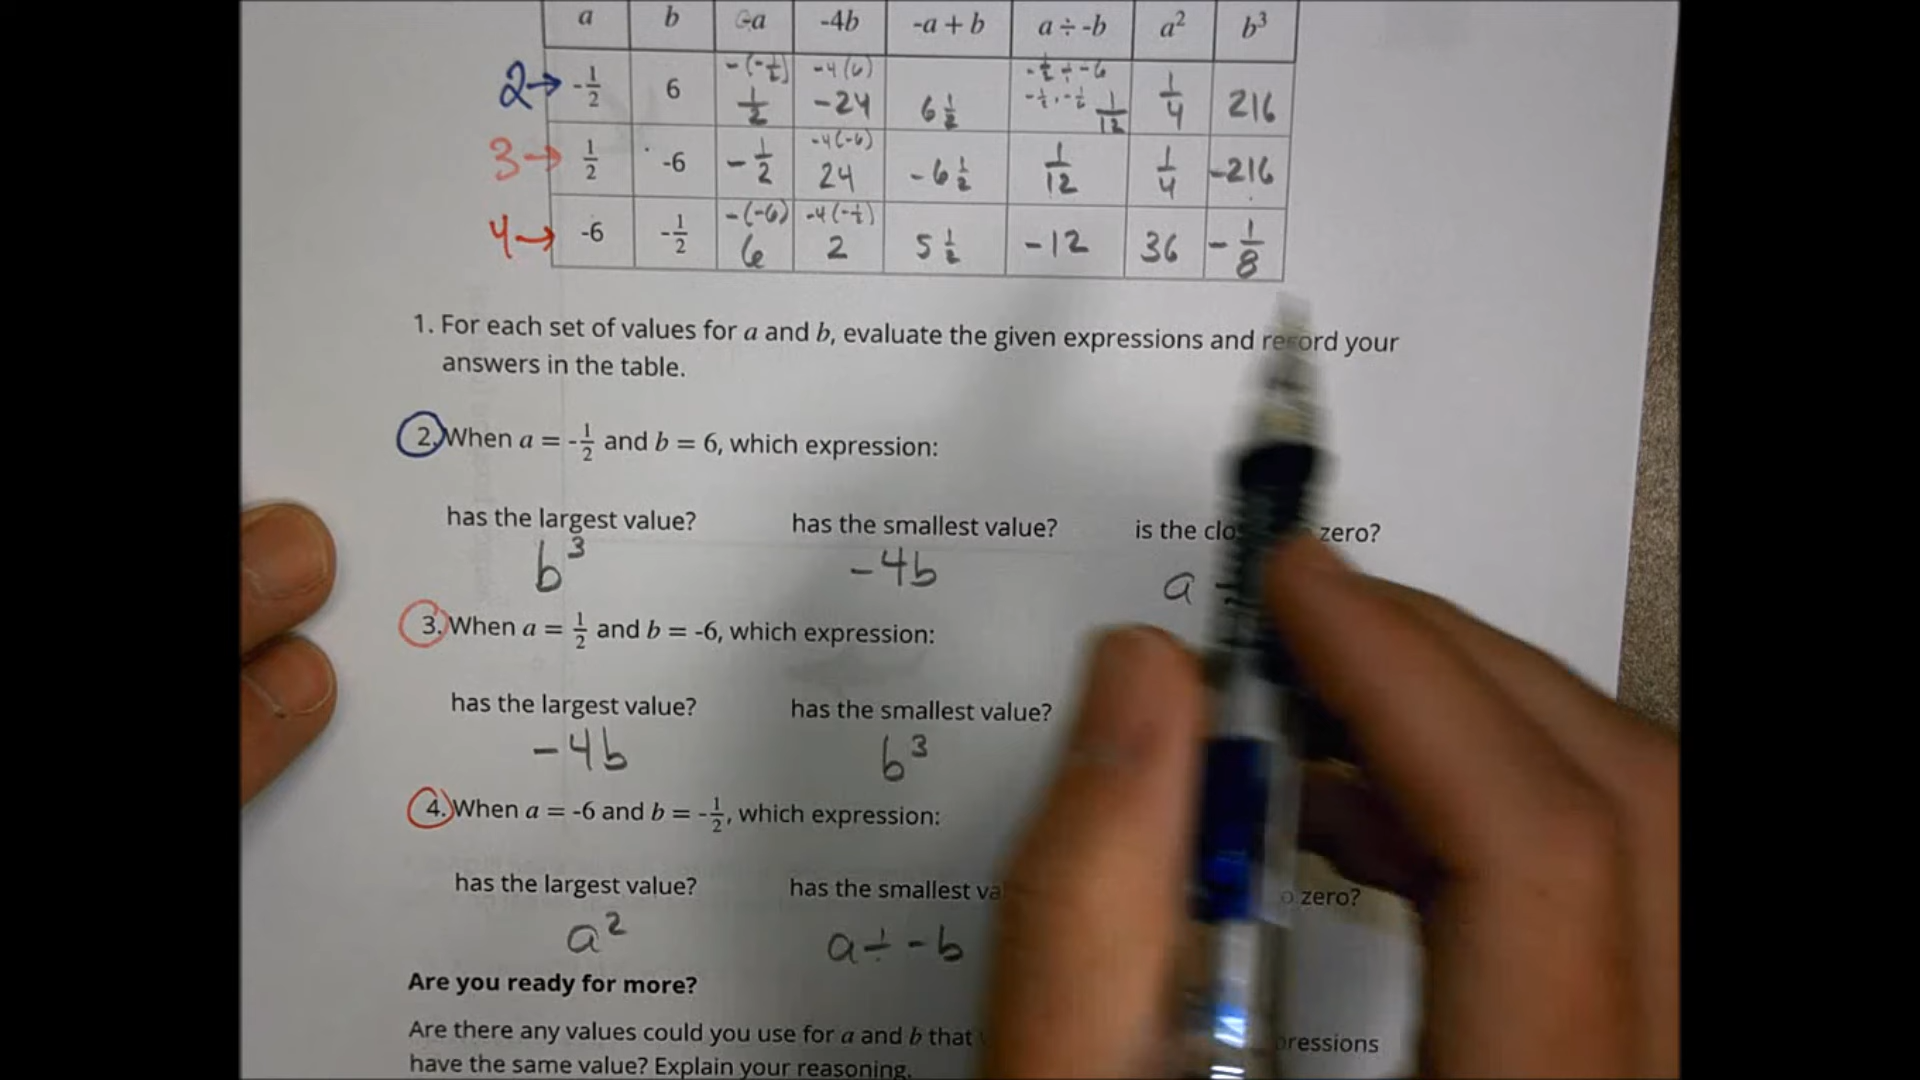 a b -a -4b -a + b a ÷ -b a² b³
-(-1/2) -4(6) -1/2 ÷ -6
2→ -1/2 6 1/2 -24 6 1/2 -1/2 · -1/6 1/12 1/4 216
-4(-6)
3→ 1/2 -6 -1/2 24 -6 1/2 1/12 1/4 -216
-(-6) -4(-1/2)
4→ -6 -1/2 6 2 5 1/2 -12 36 -1/8
1. For each set of values for a and b, evaluate the given expressions and record your
answers in the table.
2. When a = -1/2 and b = 6, which expression:
has the largest value? has the smallest value? is the zero?
b³ -4b a
3. When a = 1/2 and b = -6, which expression:
has the largest value? has the smallest value?
-4b b³
4. When a = -6 and b = -1/2, which expression:
has the largest value? has the smallest zero?
a² a ÷ -b
Are you ready for more?
Are there any values could you use for a and b that
have the same value? Explain your reasoning.